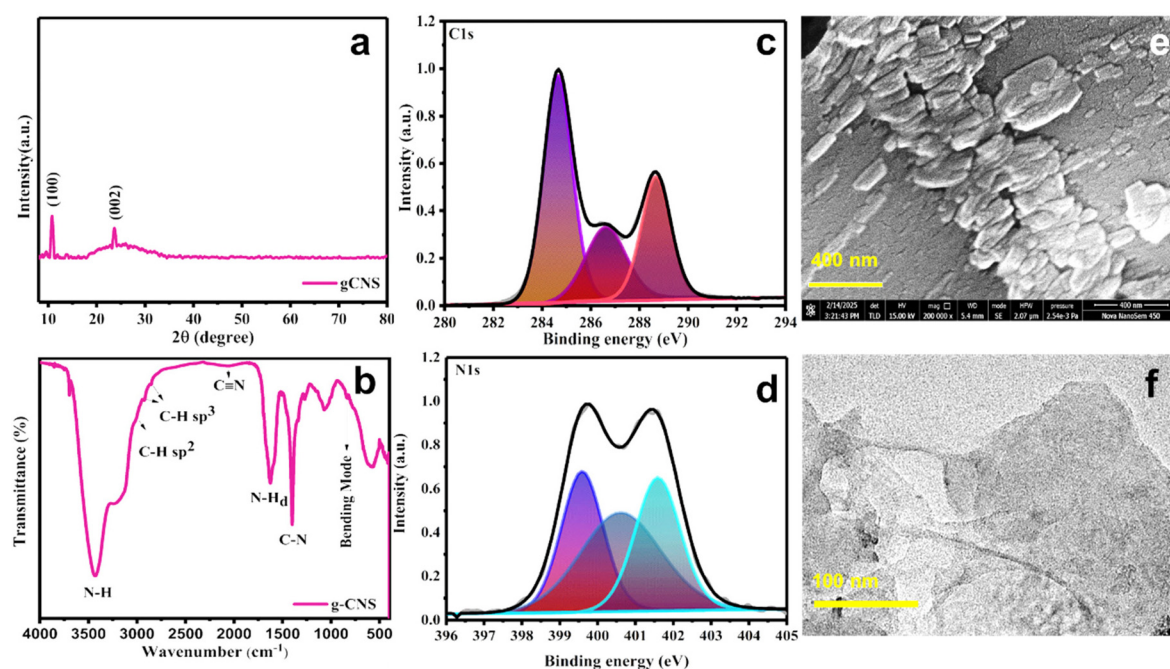 a
Intensity(a.u.)
(100)
(002)
gCNS
10 20 30 40 50 60 70 80
2θ (degree)
b
Transmittance (%)
C≡N
C-H sp³
C-H sp²
N-H
N-Hd
C-N
Bending Mode
g-CNS
4000 3500 3000 2500 2000 1500 1000 500
Wavenumber (cm⁻¹)
C1s
c
Intensity (a.u.)
1.2
1.0
0.8
0.6
0.4
0.2
0.0
280 282 284 286 288 290 292 294
Binding energy (eV)
N1s
d
Intensity (a.u.)
1.2
1.0
0.8
0.6
0.4
0.2
0.0
396 397 398 399 400 401 402 403 404 405
Binding energy (eV)
e
400 nm
2/14/2025 det HV mag WD mode HFW pressure 400 nm
3:21:43 PM TLD 15.00 kV 200 000 x 5.4 mm SE 2.07 µm 2.54e-3 Pa Nova NanoSem 450
f
100 nm